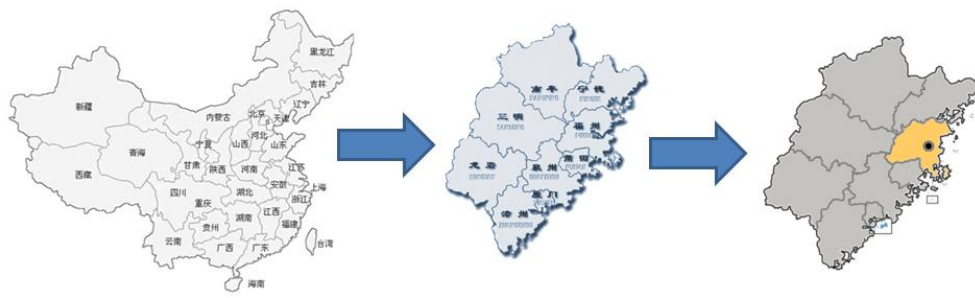 黑龙江
吉林
辽宁
新疆
内蒙古
北京
天津
河北
山西
山东
宁夏
青海
甘肃
陕西
河南
江苏
西藏
安徽
上海
四川
湖北
重庆
浙江
湖南
江西
贵州
福建
云南
广西
广东
台湾
海南
南平
宁德
三明
福州
莆田
龙岩
泉州
厦门
漳州